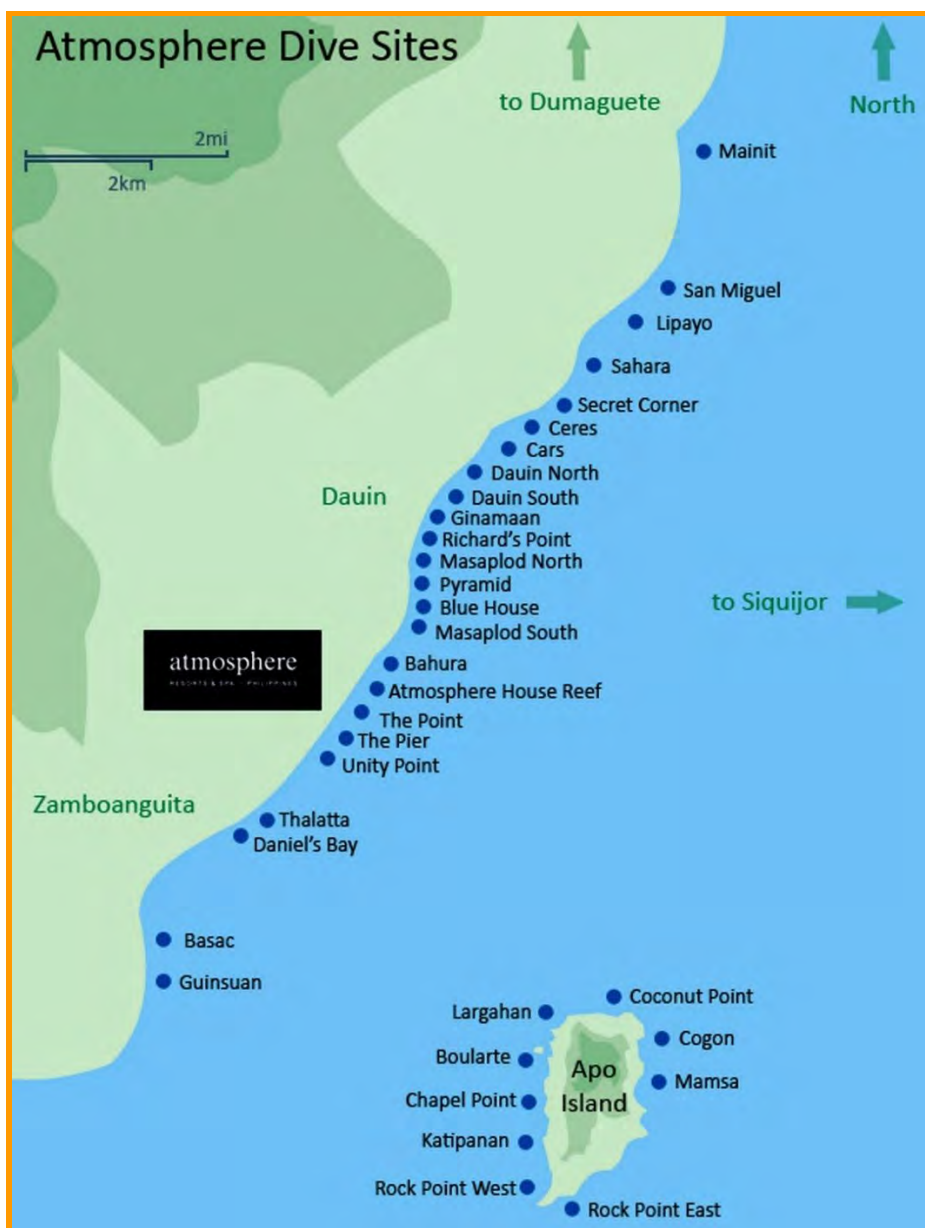 Atmosphere Dive Sites
to Dumaguete
North
2mi
2km
Mainit
San Miguel
Lipayo
Sahara
Secret Corner
Ceres
Cars
Dauin North
Dauin
Dauin South
Ginamaan
Richard's Point
Masaplod North
Pyramid
to Siquijor
Blue House
Masaplod South
atmosphere
RESORTS & SPA PHILIPPINES
Bahura
Atmosphere House Reef
The Point
The Pier
Unity Point
Zamboanguita
Thalatta
Daniel's Bay
Basac
Guinsuan
Coconut Point
Largahan
Cogon
Boularte
Apo
Island
Mamsa
Chapel Point
Katipanan
Rock Point West
Rock Point East